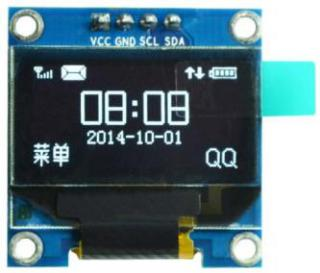 VCC GND SCL SDA
08:08
2014-10-01
菜单 QQ